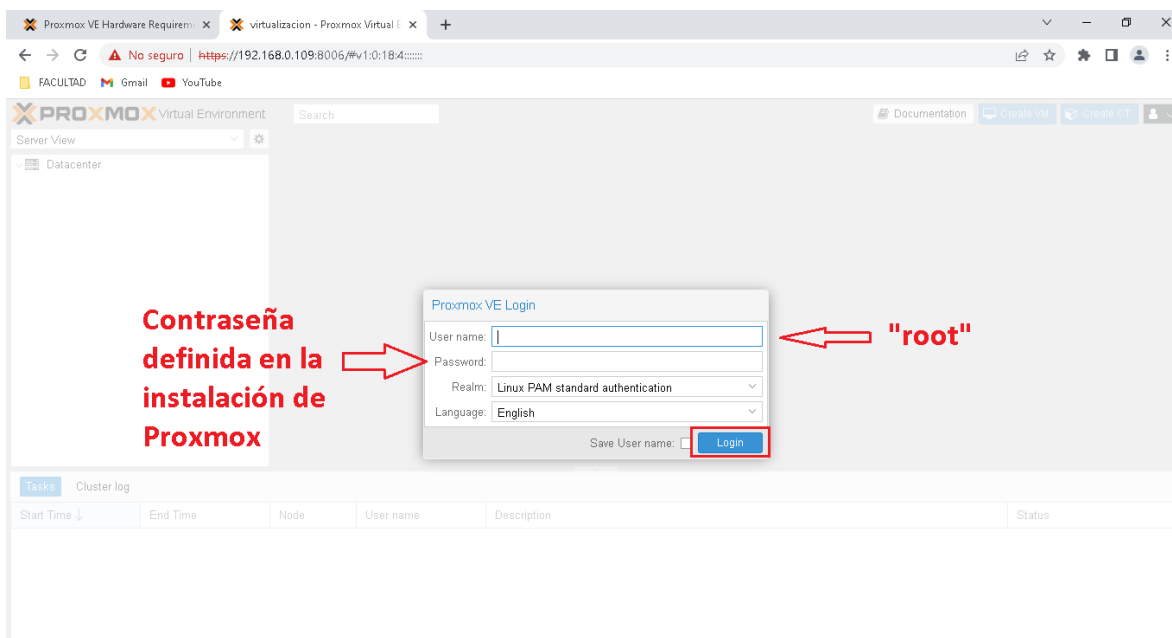 Proxmox VE Hardware Requirem
virtualizacion - Proxmox Virtual E
No seguro | https://192.168.0.109:8006/#v1:0:18:4:::::::
FACULTAD
Gmail
YouTube
PROXMOX Virtual Environment
Search
Documentation
Create VM
Create CT
Server View
Datacenter
Proxmox VE Login
User name:
Password:
Realm: Linux PAM standard authentication
Language: English
Save User name:
Login
Contraseña
definida en la
instalación de
Proxmox
"root"
Tasks
Cluster log
Start Time ↓
End Time
Node
User name
Description
Status